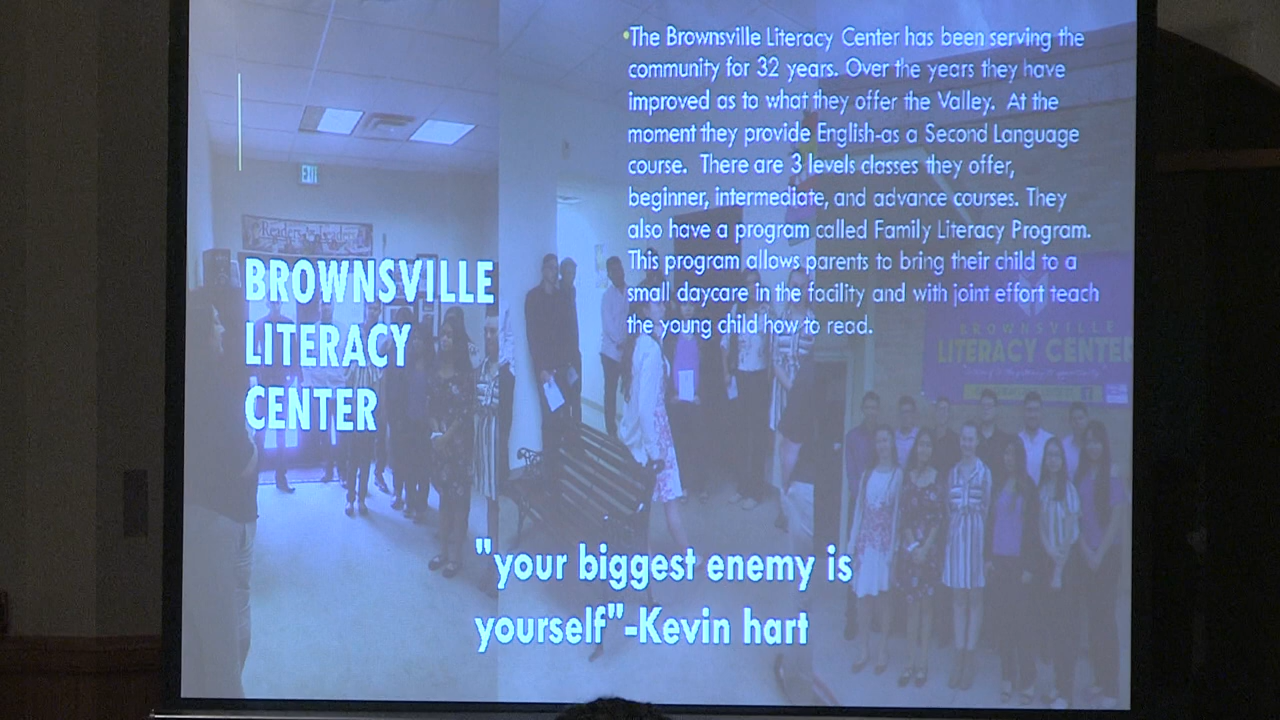 EXIT
Readers
BROWNSVILLE
LITERACY
CENTER
•The Brownsville Literacy Center has been serving the
community for 32 years. Over the years they have
improved as to what they offer the Valley. At the
moment they provide English-as a Second Language
course. There are 3 levels classes they offer,
beginner, intermediate, and advance courses. They
also have a program called Family Literacy Program.
This program allows parents to bring their child to a
small daycare in the facility and with joint effort teach
the young child how to read.
BROWNSVILLE
LITERACY CENTER
"your biggest enemy is
yourself"-Kevin hart